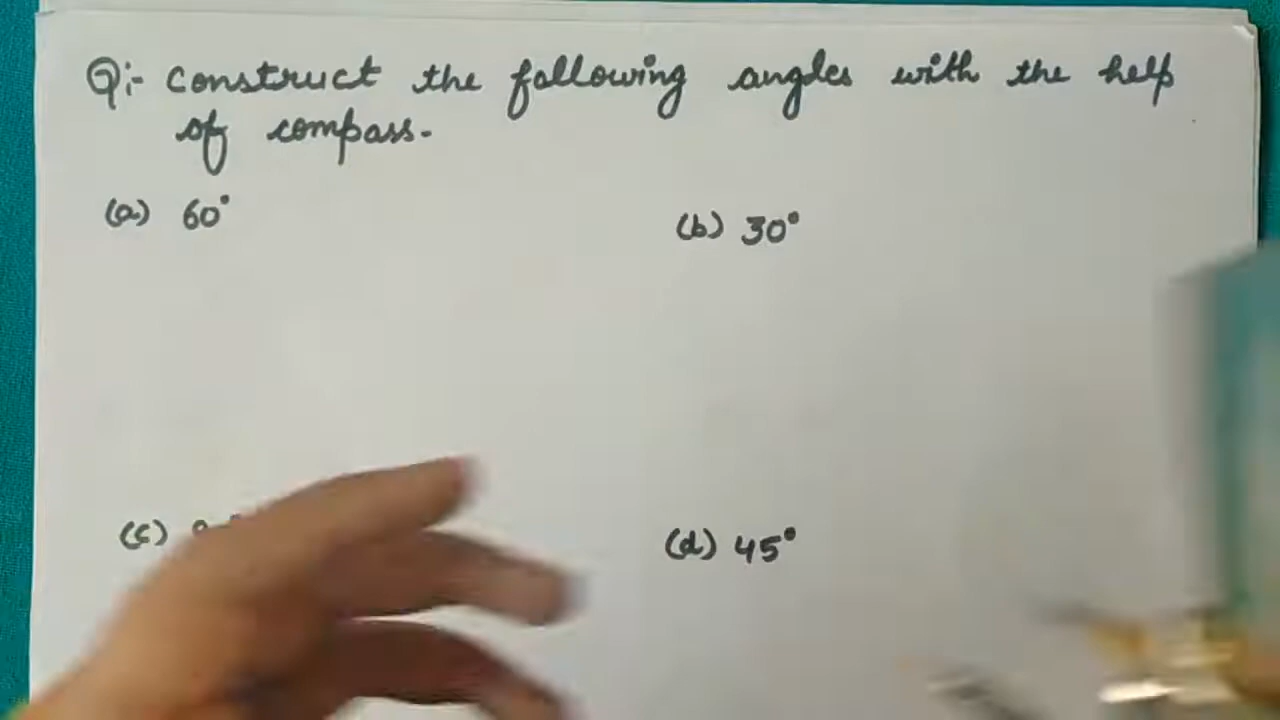 Q:- Construct the following angles with the help
of compass.
(a) 60°
(b) 30°
(c)
(d) 45°